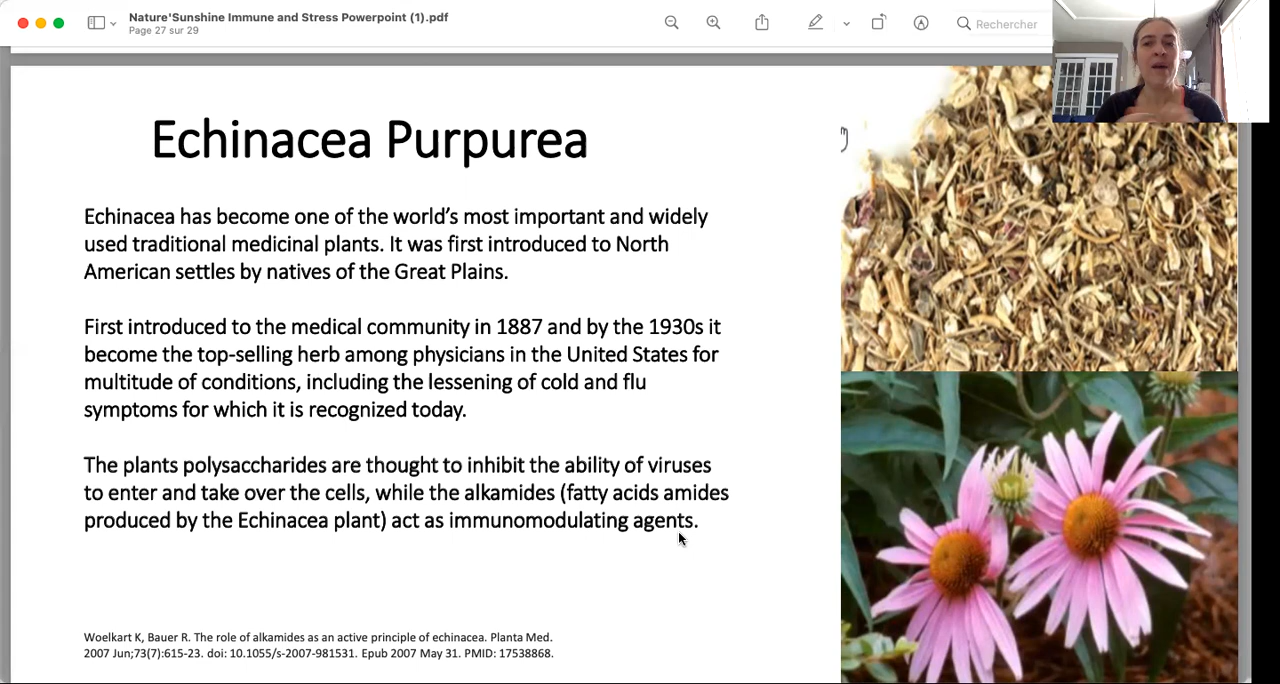 Nature'Sunshine Immune and Stress Powerpoint (1).pdf
Page 27 sur 29
Rechercher
Echinacea Purpurea
Echinacea has become one of the world's most important and widely
used traditional medicinal plants. It was first introduced to North
American settles by natives of the Great Plains.
First introduced to the medical community in 1887 and by the 1930s it
become the top-selling herb among physicians in the United States for
multitude of conditions, including the lessening of cold and flu
symptoms for which it is recognized today.
The plants polysaccharides are thought to inhibit the ability of viruses
to enter and take over the cells, while the alkamides (fatty acids amides
produced by the Echinacea plant) act as immunomodulating agents.
Woelkart K, Bauer R. The role of alkamides as an active principle of echinacea. Planta Med.
2007 Jun;73(7):615-23. doi: 10.1055/s-2007-981531. Epub 2007 May 31. PMID: 17538868.